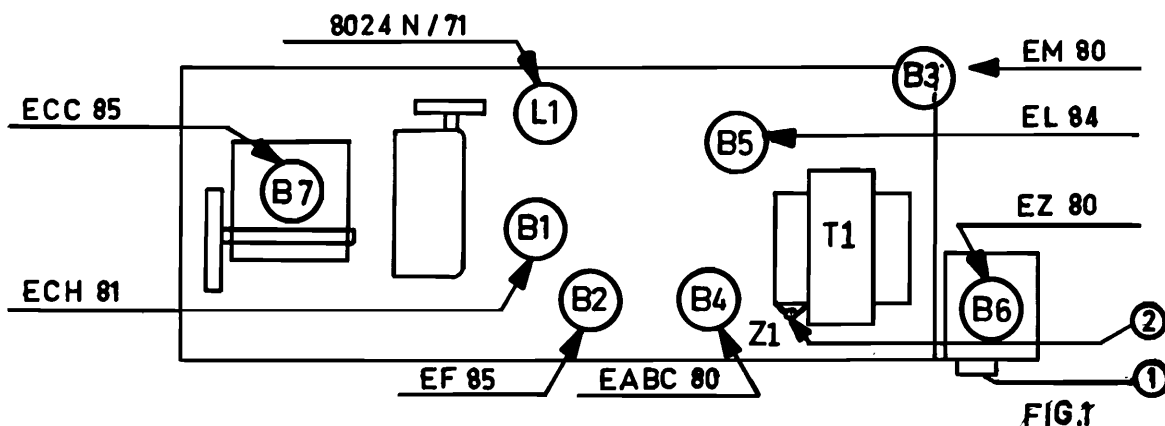 8024 N/71
EM 80
B3
ECC 85
L1
EL 84
B5
B7
EZ 80
B1
T1
ECH 81
B2
B4
B6
Z1
2
EF 85
EABC 80
1
FIG.1